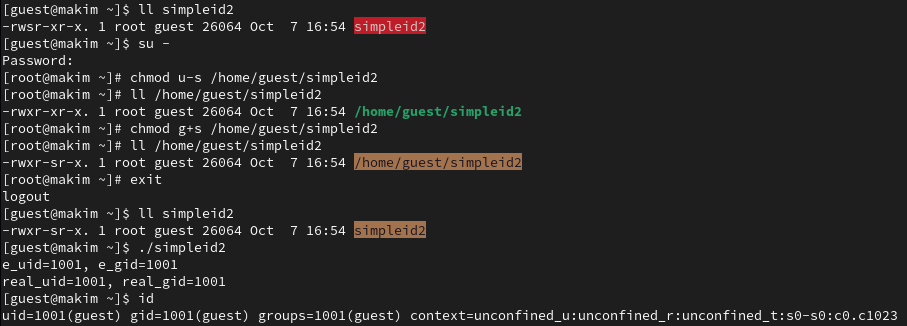 [guest@makim ~]$ ll simpleid2
-rwsr-xr-x. 1 root guest 26064 Oct  7 16:54 simpleid2
[guest@makim ~]$ su -
Password:
[root@makim ~]# chmod u-s /home/guest/simpleid2
[root@makim ~]# ll /home/guest/simpleid2
-rwxr-xr-x. 1 root guest 26064 Oct  7 16:54 /home/guest/simpleid2
[root@makim ~]# chmod g+s /home/guest/simpleid2
[root@makim ~]# ll /home/guest/simpleid2
-rwxr-sr-x. 1 root guest 26064 Oct  7 16:54 /home/guest/simpleid2
[root@makim ~]# exit
logout
[guest@makim ~]$ ll simpleid2
-rwxr-sr-x. 1 root guest 26064 Oct  7 16:54 simpleid2
[guest@makim ~]$ ./simpleid2
e_uid=1001, e_gid=1001
real_uid=1001, real_gid=1001
[guest@makim ~]$ id
uid=1001(guest) gid=1001(guest) groups=1001(guest) context=unconfined_u:unconfined_r:unconfined_t:s0-s0:c0.c1023